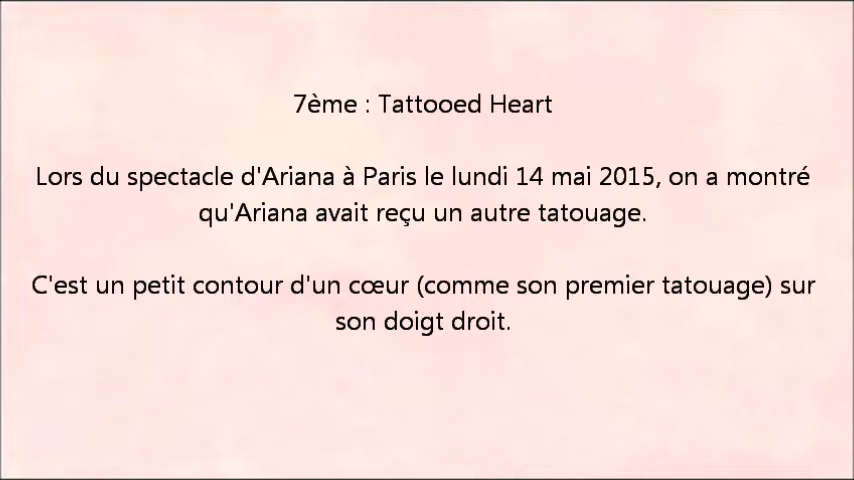 7ème : Tattooed Heart
Lors du spectacle d'Ariana à Paris le lundi 14 mai 2015, on a montré
qu'Ariana avait reçu un autre tatouage.
C'est un petit contour d'un cœur (comme son premier tatouage) sur
son doigt droit.